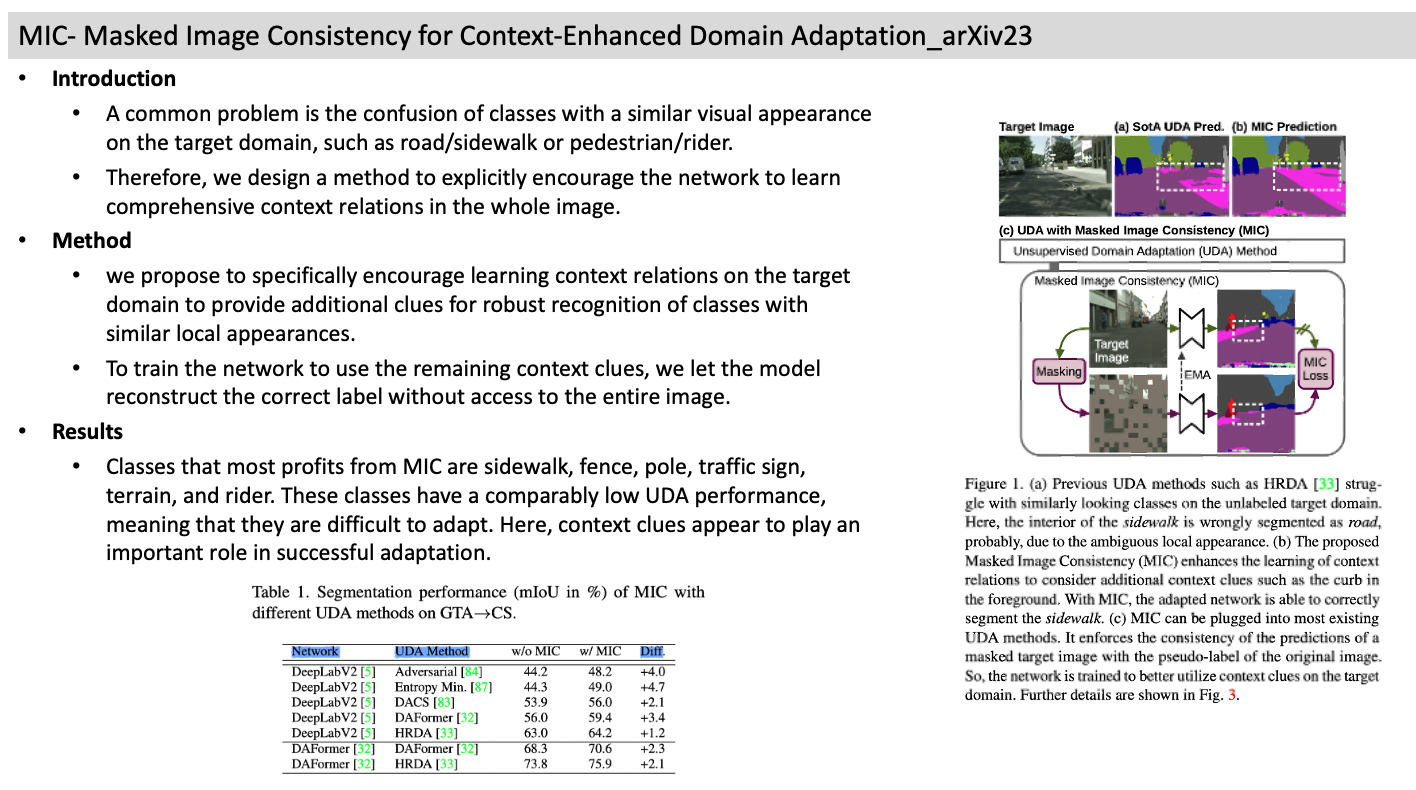 MIC- Masked Image Consistency for Context-Enhanced Domain Adaptation_arXiv23
• Introduction
• A common problem is the confusion of classes with a similar visual appearance
on the target domain, such as road/sidewalk or pedestrian/rider.
• Therefore, we design a method to explicitly encourage the network to learn
comprehensive context relations in the whole image.
• Method
• we propose to specifically encourage learning context relations on the target
domain to provide additional clues for robust recognition of classes with
similar local appearances.
• To train the network to use the remaining context clues, we let the model
reconstruct the correct label without access to the entire image.
• Results
• Classes that most profits from MIC are sidewalk, fence, pole, traffic sign,
terrain, and rider. These classes have a comparably low UDA performance,
meaning that they are difficult to adapt. Here, context clues appear to play an
important role in successful adaptation.
Table 1. Segmentation performance (mIoU in %) of MIC with
different UDA methods on GTA→CS.
Network UDA Method w/o MIC w/ MIC Diff.
DeepLabV2 [5] Adversarial [84] 44.2 48.2 +4.0
DeepLabV2 [5] Entropy Min. [87] 44.3 49.0 +4.7
DeepLabV2 [5] DACS [83] 53.9 56.0 +2.1
DeepLabV2 [5] DAFormer [32] 56.0 59.4 +3.4
DeepLabV2 [5] HRDA [33] 63.0 64.2 +1.2
DAFormer [32] DAFormer [32] 68.3 70.6 +2.3
DAFormer [32] HRDA [33] 73.8 75.9 +2.1
Target Image (a) SotA UDA Pred. (b) MIC Prediction
(c) UDA with Masked Image Consistency (MIC)
Unsupervised Domain Adaptation (UDA) Method
Masked Image Consistency (MIC)
Target
Image
Masking
EMA
MIC
Loss
Figure 1. (a) Previous UDA methods such as HRDA [33] strug-
gle with similarly looking classes on the unlabeled target domain.
Here, the interior of the sidewalk is wrongly segmented as road,
probably, due to the ambiguous local appearance. (b) The proposed
Masked Image Consistency (MIC) enhances the learning of context
relations to consider additional context clues such as the curb in
the foreground. With MIC, the adapted network is able to correctly
segment the sidewalk. (c) MIC can be plugged into most existing
UDA methods. It enforces the consistency of the predictions of a
masked target image with the pseudo-label of the original image.
So, the network is trained to better utilize context clues on the target
domain. Further details are shown in Fig. 3.